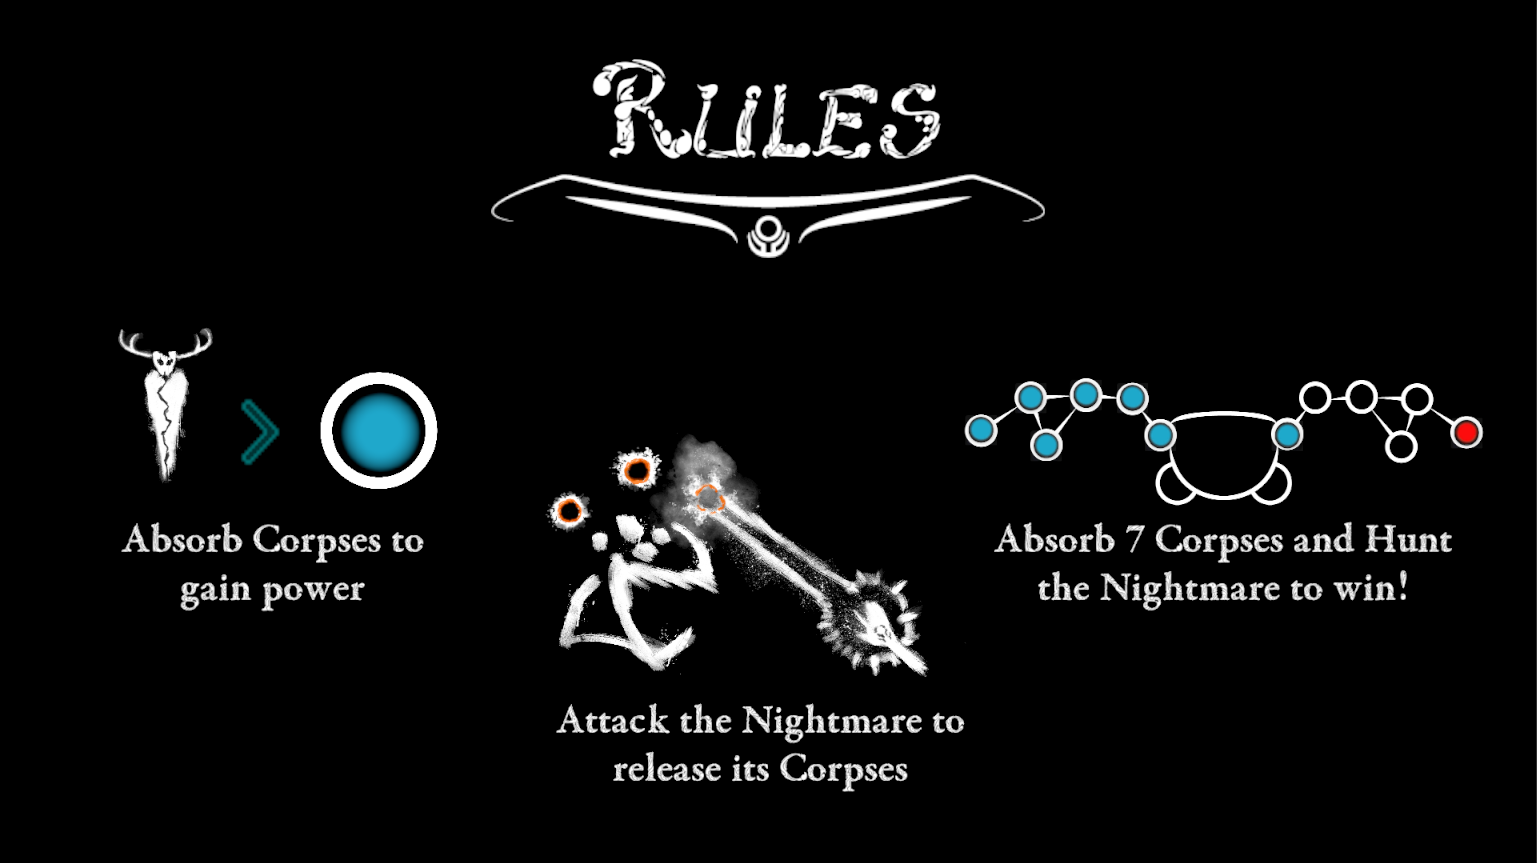 RULES
Absorb Corpses to
gain power
Attack the Nightmare to
release its Corpses
Absorb 7 Corpses and Hunt
the Nightmare to win!